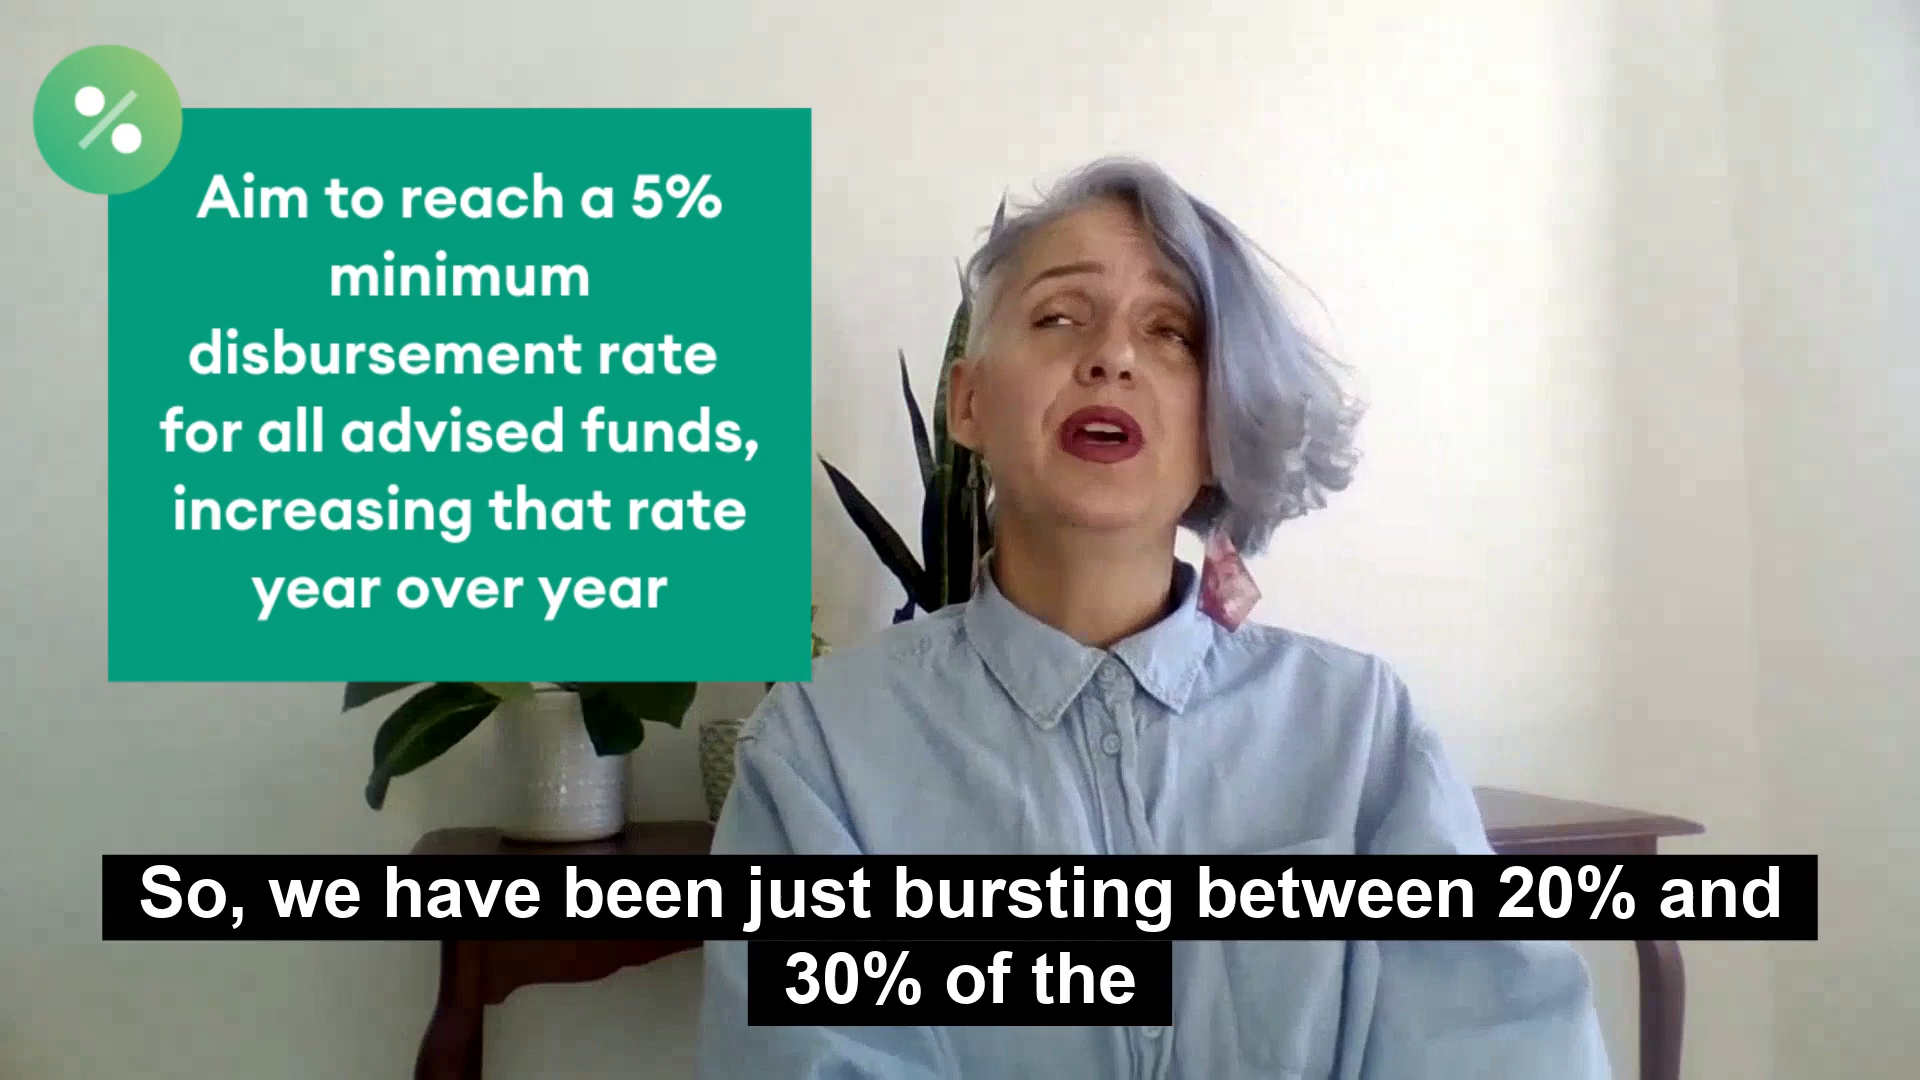 %
Aim to reach a 5%
minimum
disbursement rate
for all advised funds,
increasing that rate
year over year
So, we have been just bursting between 20% and
30% of the